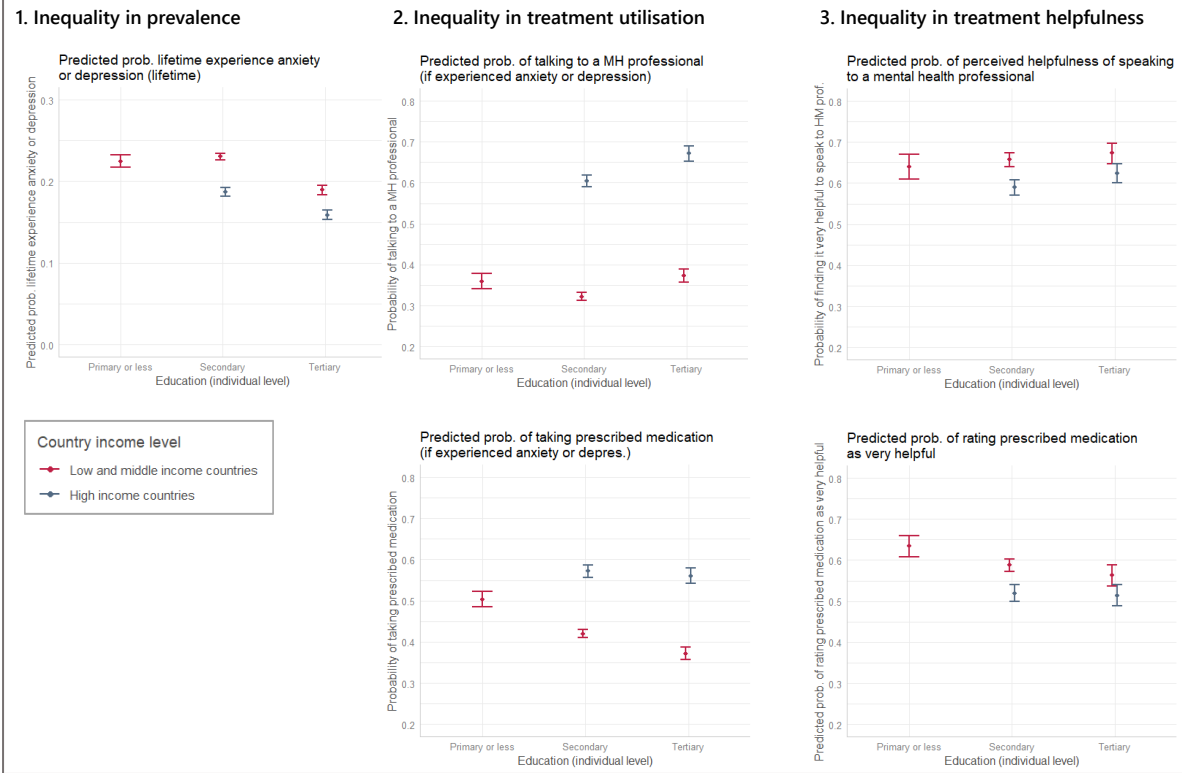 1. Inequality in prevalence
2. Inequality in treatment utilisation
3. Inequality in treatment helpfulness
Predicted prob. lifetime experience anxiety
or depression (lifetime)
Predicted prob. lifetime experience anxiety or depression
0.3
0.2
0.1
0.0
Primary or less
Secondary
Tertiary
Education (individual level)
Predicted prob. of talking to a MH professional
(if experienced anxiety or depression)
Probability of talking to a MH professional
0.8
0.7
0.6
0.5
0.4
0.3
0.2
Primary or less
Secondary
Tertiary
Education (individual level)
Predicted prob. of perceived helpfulness of speaking
to a mental health professional
Probability of finding it very helpful to speak to HM prof.
0.8
0.7
0.6
0.5
0.4
0.3
0.2
Primary or less
Secondary
Tertiary
Education (individual level)
Country income level
Low and middle income countries
High income countries
Predicted prob. of taking prescribed medication
(if experienced anxiety or depres.)
Probability of taking prescribed medication
0.8
0.7
0.6
0.5
0.4
0.3
0.2
Primary or less
Secondary
Tertiary
Education (individual level)
Predicted prob. of rating prescribed medication
as very helpful
Predicted prob. of rating prescribed medication as very helpful
0.8
0.7
0.6
0.5
0.4
0.3
0.2
Primary or less
Secondary
Tertiary
Education (individual level)